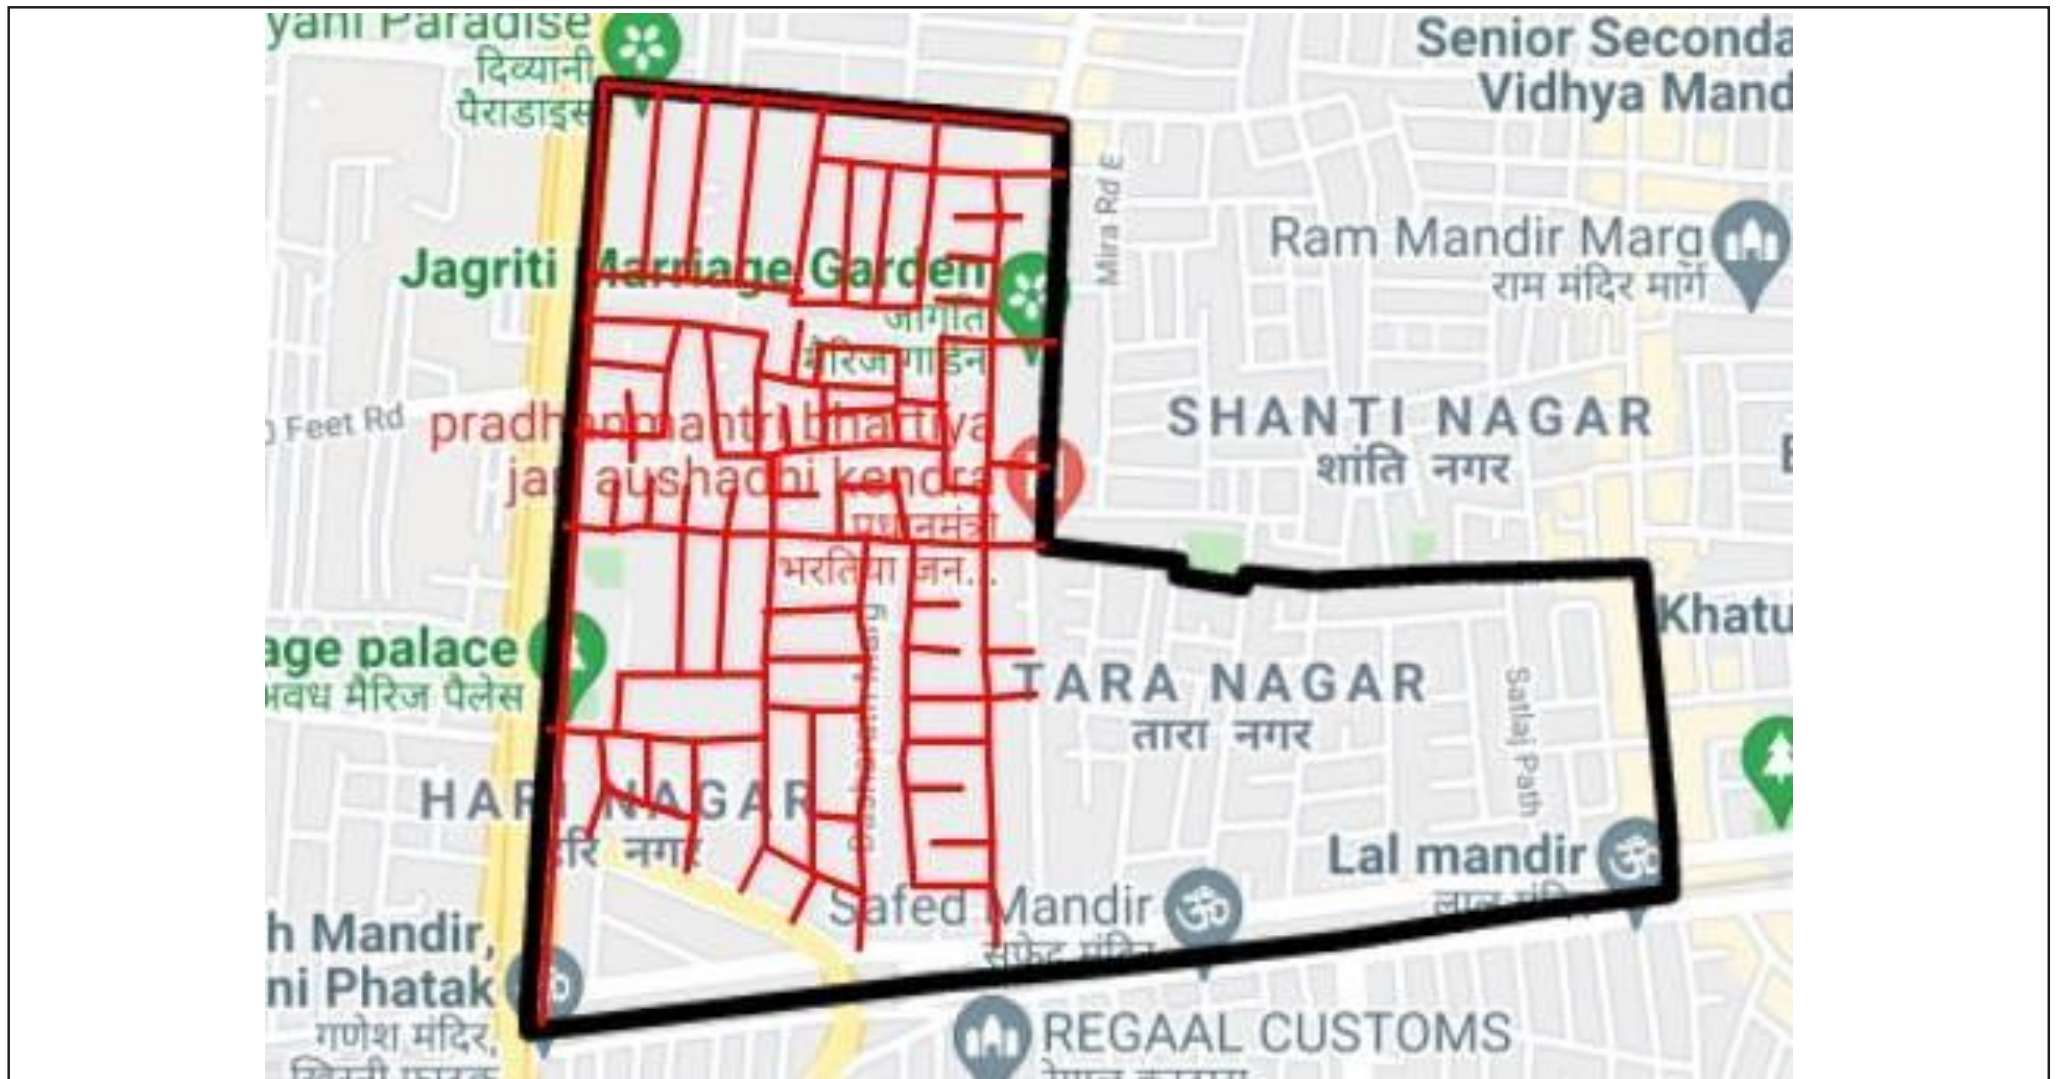 yani Paradise
दिव्यानी
पैराडाइस
Senior Seconda
Vidhya Mand
Mira Rd E
Ram Mandir Marg
राम मंदिर मार्ग
Jagriti Marriage Garden
जागृति
मैरिज गार्डन
Feet Rd
pradhanmantri bhartiya
jan aushadhi kendra
प्रधानमंत्री
भरतिया जन...
SHANTI NAGAR
शांति नगर
E
Khatu
age palace
अवध मैरिज पैलेस
TARA NAGAR
तारा नगर
Satlaj Path
HARI NAGAR
हरि नगर
Lal mandir
लाल मंदिर
Safed Mandir
सफेद मंदिर
h Mandir,
ni Phatak
गणेश मंदिर,
REGAAL CUSTOMS